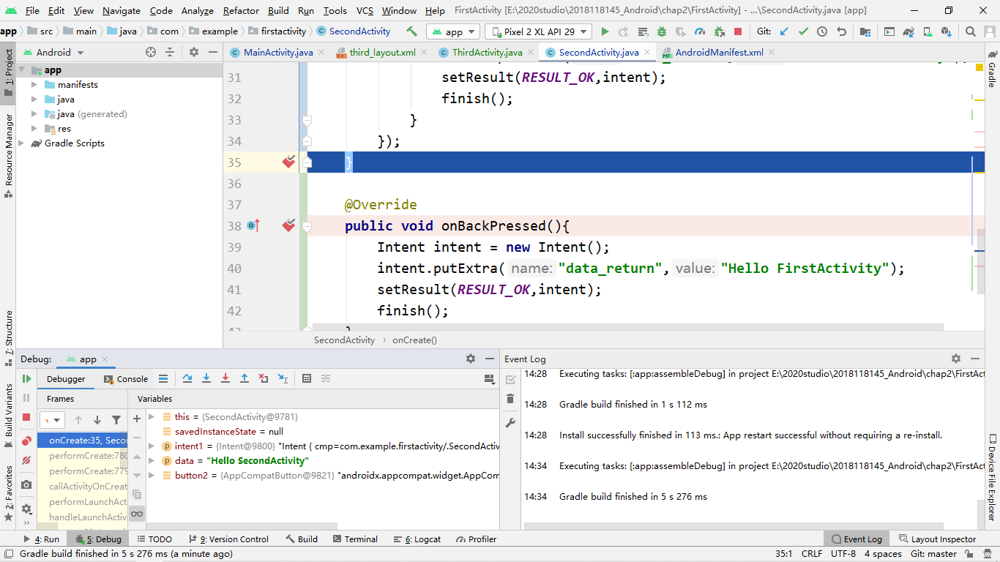 File Edit View Navigate Code Analyze Refactor Build Run Tools VCS Window Help FirstActivity [E:\2020studio\2018118145_Android\chap2\FirstActivity] - ...\SecondActivity.java [app]
app src main java com example firstactivity SecondActivity app Pixel 2 XL API 29 Git:
1: Project
Resource Manager
Z: Structure
Build Variants
2: Favorites
Android
app
manifests
java
java (generated)
res
Gradle Scripts
MainActivity.java third_layout.xml ThirdActivity.java SecondActivity.java AndroidManifest.xml
31 setResult(RESULT_OK,intent);
32 finish();
33 }
34 });
35 }
36
37 @Override
38 public void onBackPressed(){
39 Intent intent = new Intent();
40 intent.putExtra( name: "data_return", value: "Hello FirstActivity");
41 setResult(RESULT_OK,intent);
42 finish();
SecondActivity › onCreate()
Gradle
Device File Explorer
Debug: app
Debugger Console
Frames Variables
onCreate:35, Seco
performCreate:780
performCreate:779
callActivityOnCreat
performLaunchAct
handleLaunchActiv
this = {SecondActivity@9781}
savedInstanceState = null
intent1 = {Intent@9800} "Intent { cmp=com.example.firstactivity/.SecondActiv
data = "Hello SecondActivity"
button2 = {AppCompatButton@9821} "androidx.appcompat.widget.AppCom
Event Log
14:28 Executing tasks: [:app:assembleDebug] in project E:\2020studio\2018118145_Android\chap2\FirstAct
14:28 Gradle build finished in 1 s 112 ms
14:28 Install successfully finished in 113 ms.: App restart successful without requiring a re-install.
14:34 Executing tasks: [:app:assembleDebug] in project E:\2020studio\2018118145_Android\chap2\FirstAct
14:34 Gradle build finished in 5 s 276 ms
4: Run 5: Debug TODO 9: Version Control Build Terminal 6: Logcat Profiler Event Log Layout Inspector
Gradle build finished in 5 s 276 ms (a minute ago) 35:1 CRLF UTF-8 4 spaces Git: master